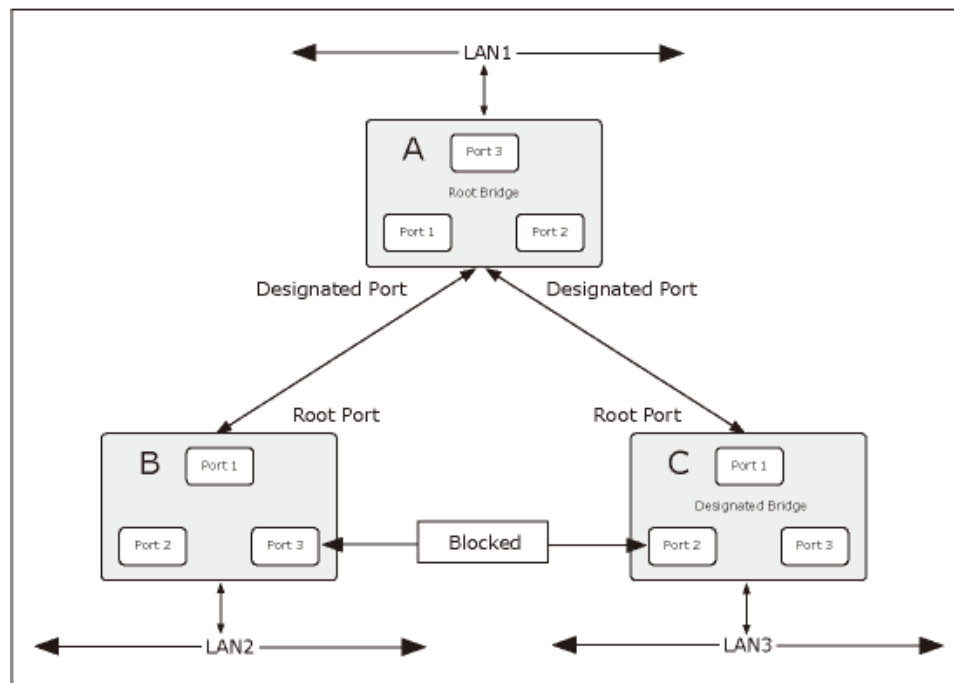 LAN1
A
Port 3
Root Bridge
Port 1
Port 2
Designated Port
Designated Port
Root Port
Root Port
B
Port 1
C
Port 1
Designated Bridge
Port 2
Port 3
Blocked
Port 2
Port 3
LAN2
LAN3